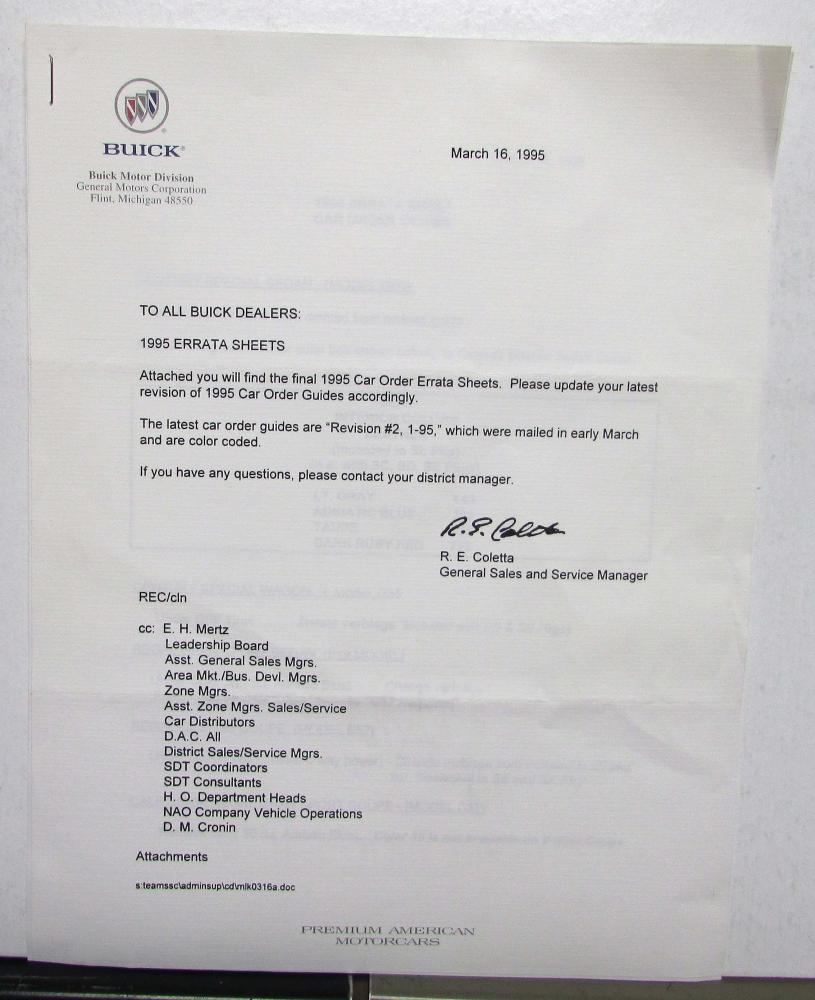 BUICK
Buick Motor Division
General Motors Corporation
Flint, Michigan 48550
March 16, 1995
TO ALL BUICK DEALERS:
1995 ERRATA SHEETS
Attached you will find the final 1995 Car Order Errata Sheets. Please update your latest
revision of 1995 Car Order Guides accordingly.
The latest car order guides are "Revision #2, 1-95," which were mailed in early March
and are color coded.
If you have any questions, please contact your district manager.
R. E. Coletta
R. E. Coletta
General Sales and Service Manager
REC/cln
cc: E. H. Mertz
Leadership Board
Asst. General Sales Mgrs.
Area Mkt./Bus. Devl. Mgrs.
Zone Mgrs.
Asst. Zone Mgrs. Sales/Service
Car Distributors
D.A.C. All
District Sales/Service Mgrs.
SDT Coordinators
SDT Consultants
H. O. Department Heads
NAO Company Vehicle Operations
D. M. Cronin
Attachments
s:teamssc\adminsup\cd\mlk0316a.doc
PREMIUM AMERICAN
MOTORCARS